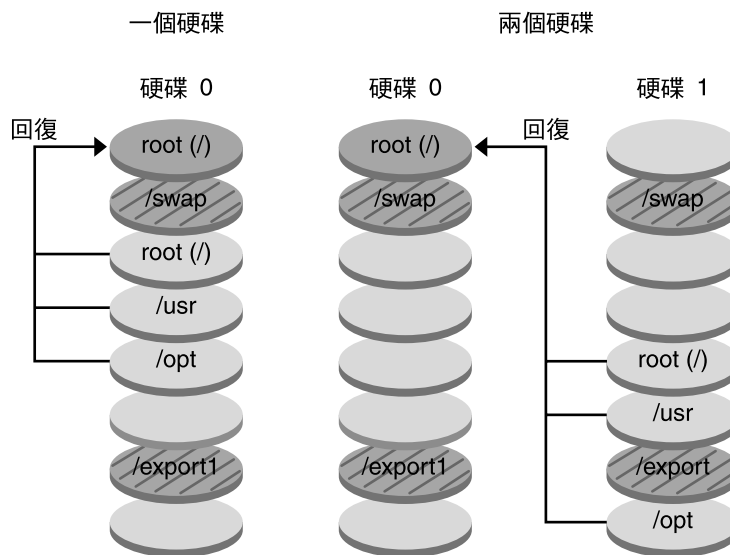 一個硬碟
兩個硬碟
硬碟 0
硬碟 0
硬碟 1
回復
root (/)
/swap
root (/)
/usr
/opt
/export1
回復
root (/)
/swap
/export1
/swap
root (/)
/usr
/export
/opt